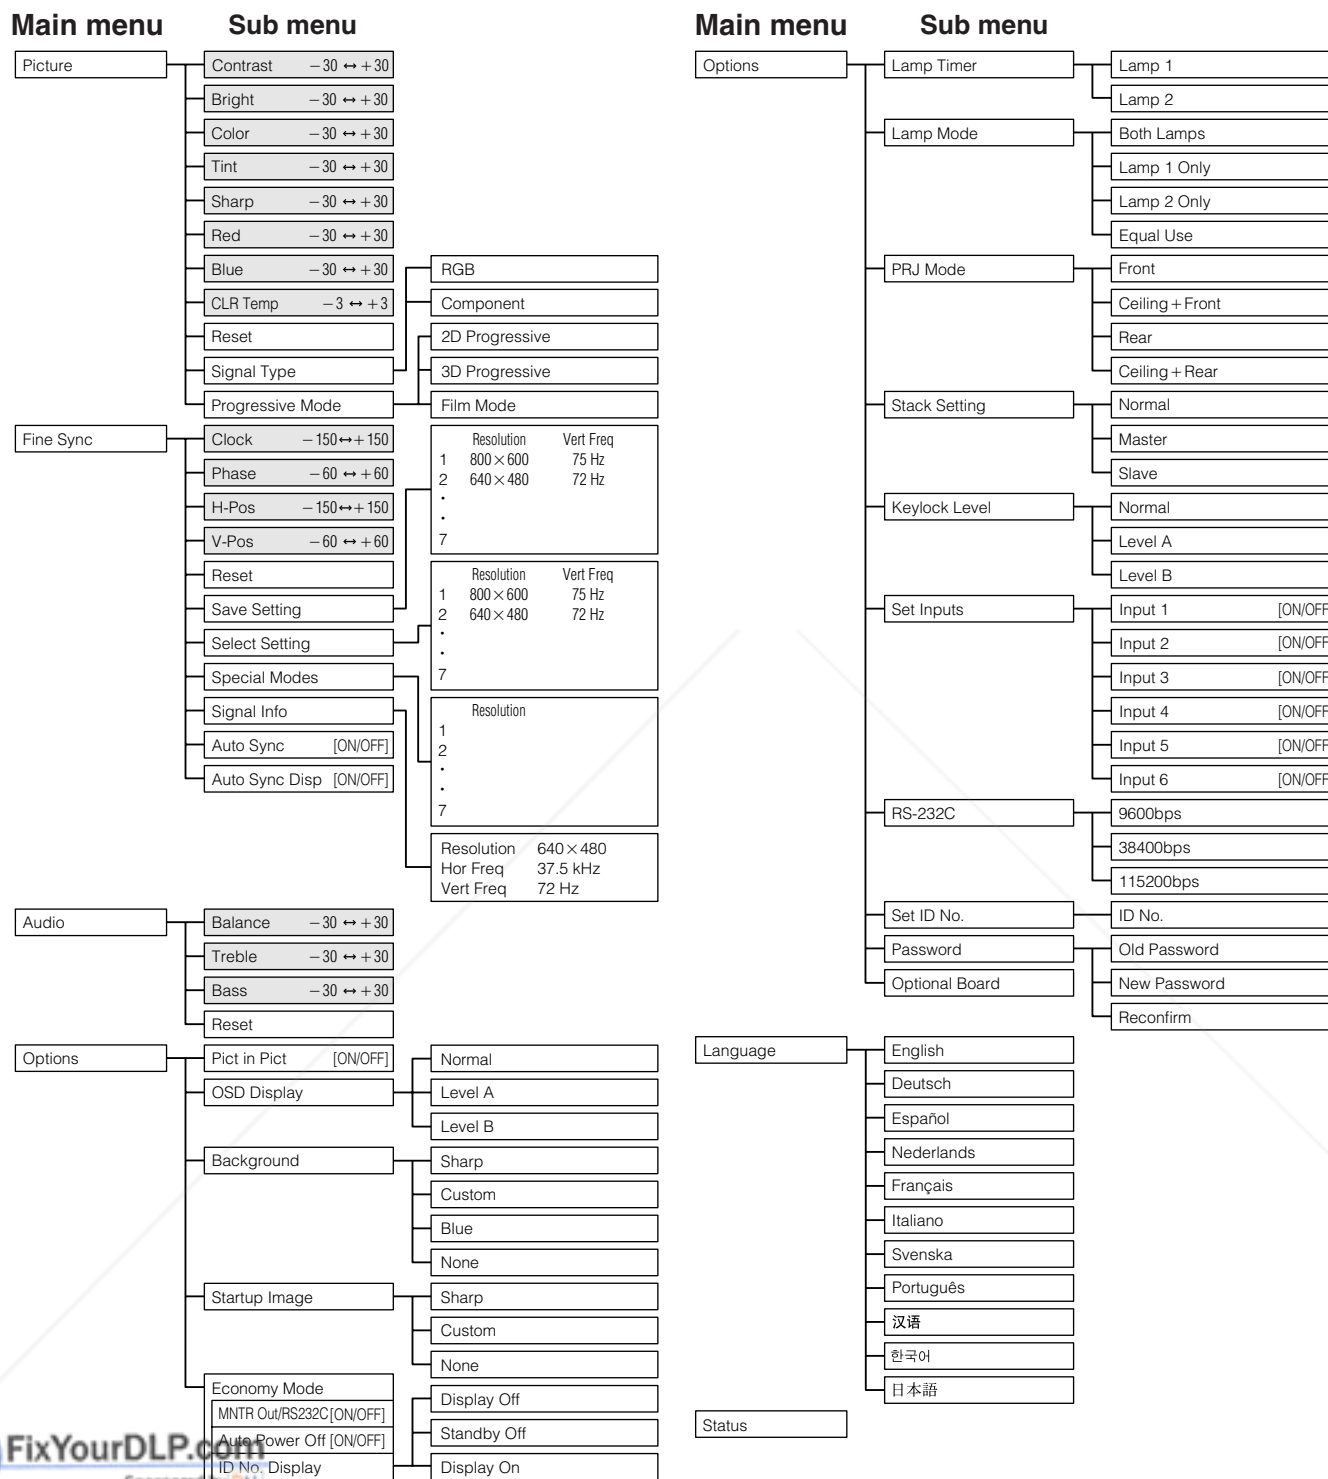 Main menu Sub menu
Picture
Contrast −30 ↔ +30
Bright −30 ↔ +30
Color −30 ↔ +30
Tint −30 ↔ +30
Sharp −30 ↔ +30
Red −30 ↔ +30
Blue −30 ↔ +30
CLR Temp −3 ↔ +3
Reset
Signal Type
RGB
Component
Progressive Mode
2D Progressive
3D Progressive
Film Mode
Fine Sync
Clock −150↔+150
Phase −60 ↔ +60
H-Pos −150↔+150
V-Pos −60 ↔ +60
Reset
Save Setting
Resolution Vert Freq
1 800×600 75 Hz
2 640×480 72 Hz
·
·
7
Select Setting
Resolution Vert Freq
1 800×600 75 Hz
2 640×480 72 Hz
·
·
7
Special Modes
Resolution
1
2
·
·
7
Signal Info
Resolution 640×480
Hor Freq 37.5 kHz
Vert Freq 72 Hz
Auto Sync [ON/OFF]
Auto Sync Disp [ON/OFF]
Audio
Balance −30 ↔ +30
Treble −30 ↔ +30
Bass −30 ↔ +30
Reset
Options
Pict in Pict [ON/OFF]
OSD Display
Normal
Level A
Level B
Background
Sharp
Custom
Blue
None
Startup Image
Sharp
Custom
None
Economy Mode
MNTR Out/RS232C[ON/OFF]
Auto Power Off [ON/OFF]
ID No. Display
Display Off
Standby Off
Display On
Main menu Sub menu
Options
Lamp Timer
Lamp 1
Lamp 2
Lamp Mode
Both Lamps
Lamp 1 Only
Lamp 2 Only
Equal Use
PRJ Mode
Front
Ceiling+Front
Rear
Ceiling+Rear
Stack Setting
Normal
Master
Slave
Keylock Level
Normal
Level A
Level B
Set Inputs
Input 1 [ON/OFF
Input 2 [ON/OFF
Input 3 [ON/OFF
Input 4 [ON/OFF
Input 5 [ON/OFF
Input 6 [ON/OFF
RS-232C
9600bps
38400bps
115200bps
Set ID No.
ID No.
Password
Old Password
New Password
Reconfirm
Optional Board
Language
English
Deutsch
Español
Nederlands
Français
Italiano
Svenska
Português
汉语
한국어
日本語
Status
FixYourDLP.com